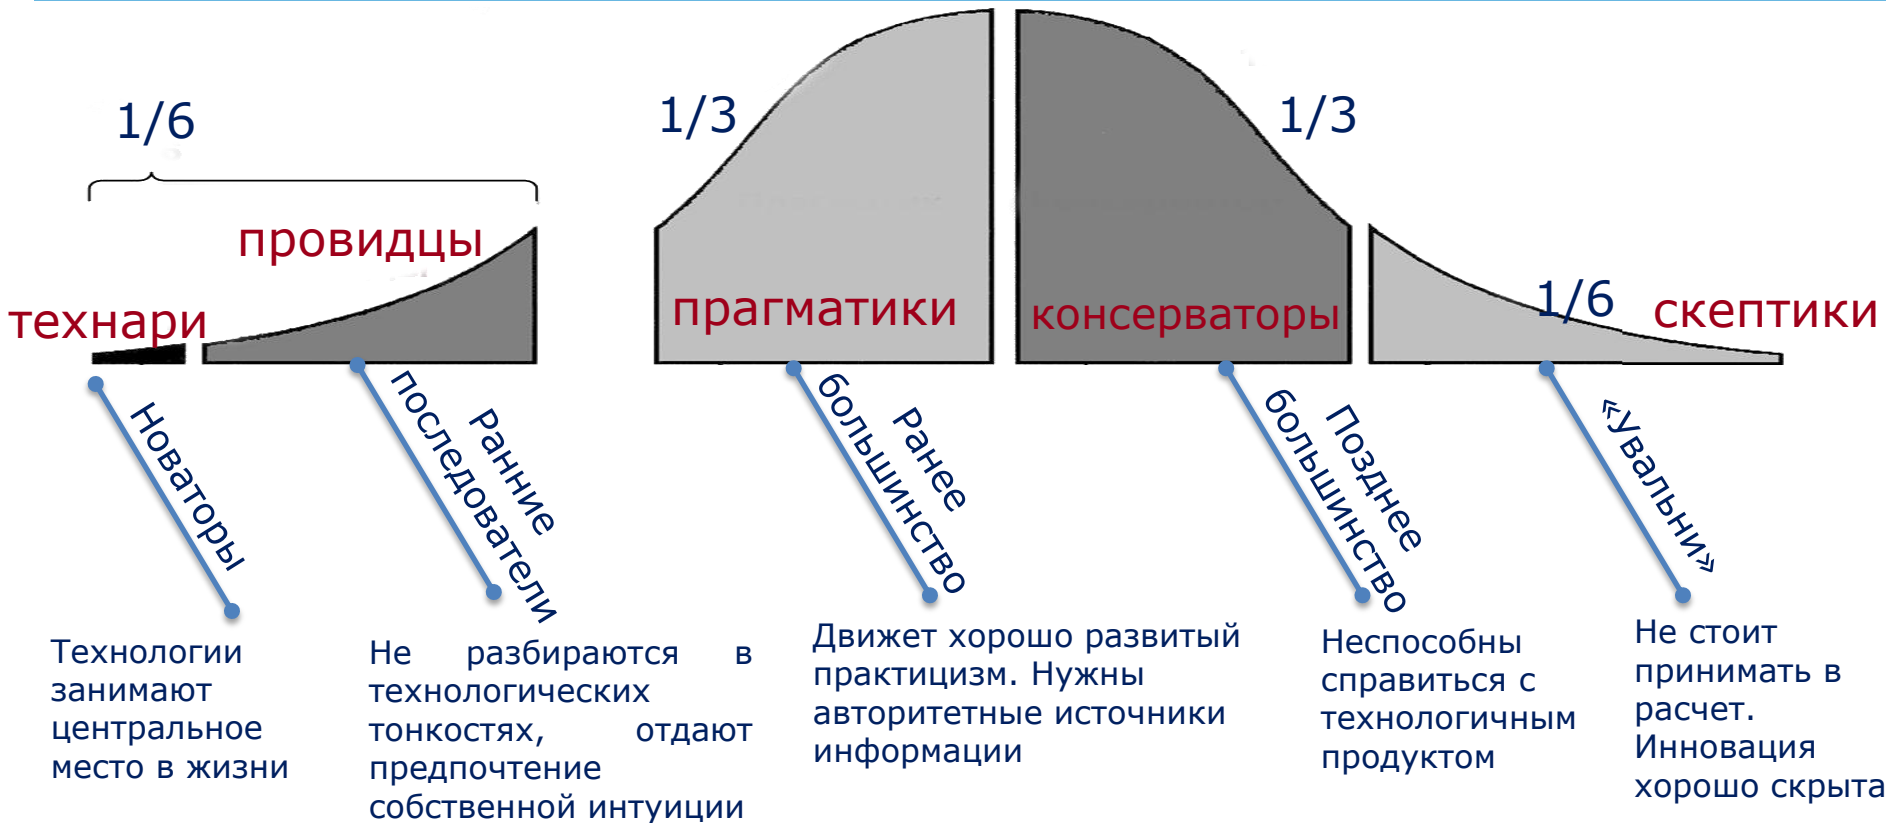 1/6
1/3
1/3
провидцы
технари
прагматики
консерваторы
1/6
скептики
Новаторы
Ранние
последователи
Ранее
большинство
Позднее
большинство
«Увальни»
Технологии
занимают
центральное
место в жизни
Не разбираются в
технологических
тонкостях, отдают
предпочтение
собственной интуиции
Движет хорошо развитый
практицизм. Нужны
авторитетные источники
информации
Неспособны
справиться с
технологичным
продуктом
Не стоит
принимать в
расчет.
Инновация
хорошо скрыта